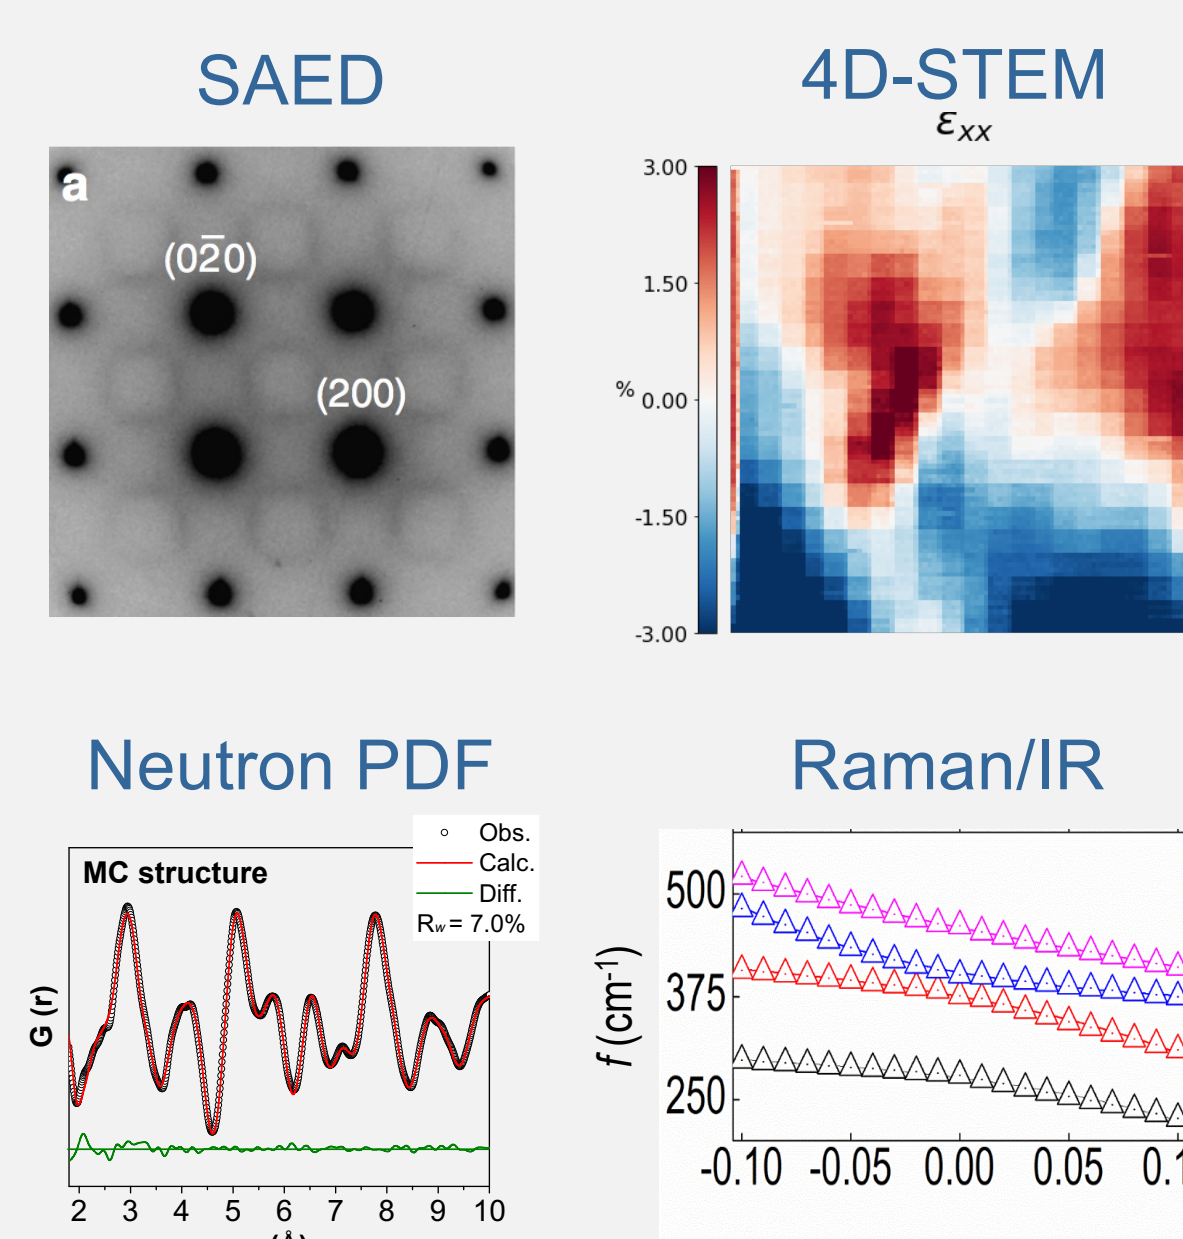 SAED
a
(02̅0)
(200)
4D-STEM
εxx
3.00
1.50
% 0.00
-1.50
-3.00
Neutron PDF
Obs.
Calc.
Diff.
Rw = 7.0%
MC structure
G (r)
2 3 4 5 6 7 8 9 10
(Å)
Raman/IR
500
375
250
f (cm-1)
-0.10 -0.05 0.00 0.05